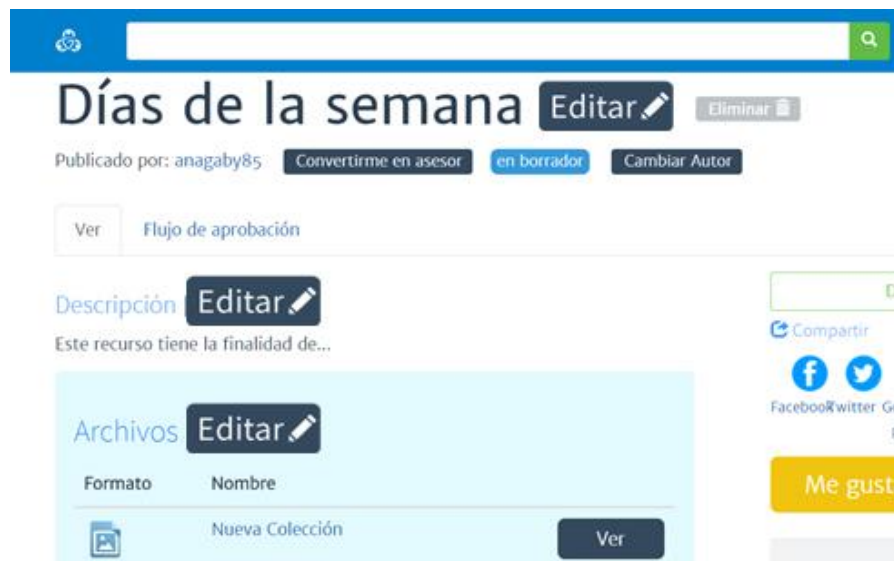 Días de la semana Editar Eliminar
Publicado por: anagaby85 Convertirme en asesor en borrador Cambiar Autor
Ver Flujo de aprobación
Descripción Editar
Este recurso tiene la finalidad de...
Compartir
Facebook Twitter
Archivos Editar
Formato Nombre
Me gust
Nueva Colección Ver